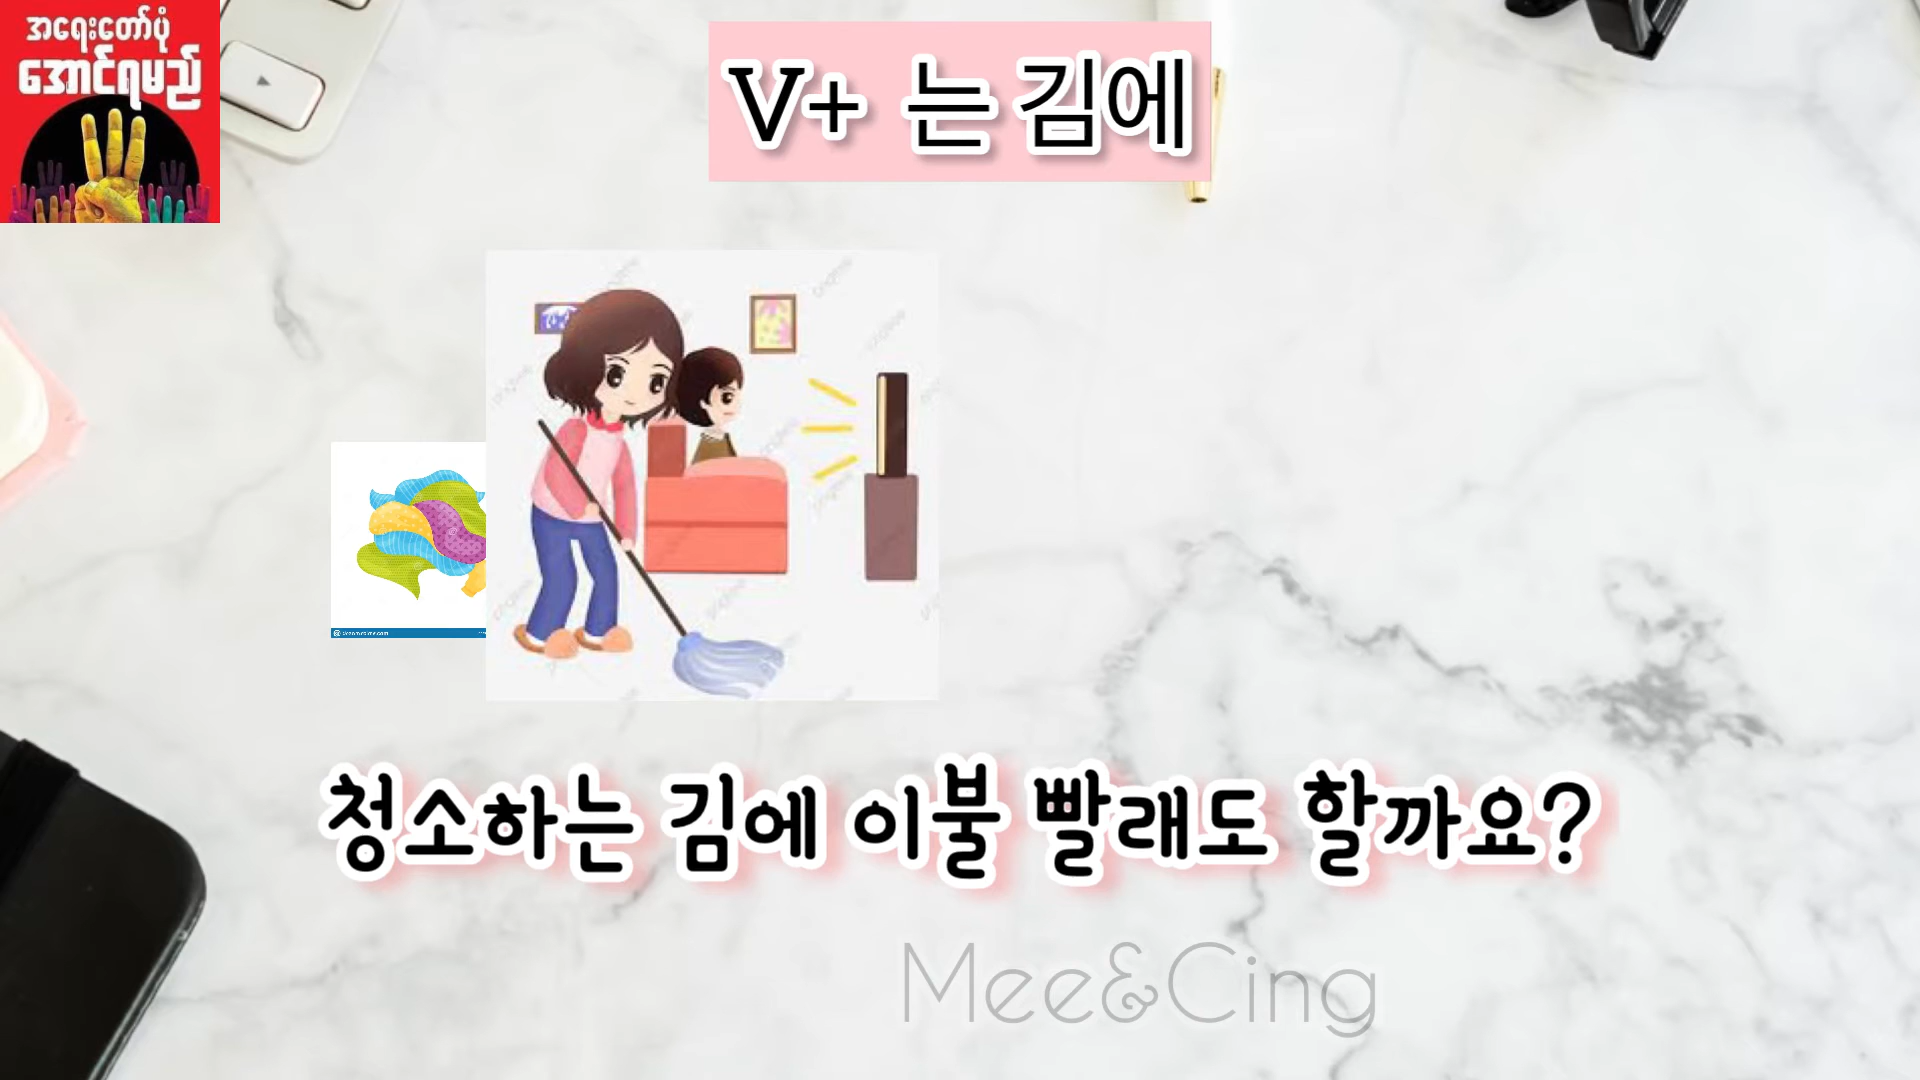 အရေးတော်ပုံ
အောင်ရမည်
V+ 는 김에
청소하는 김에 이불 빨래도 할까요?
Mee&Cing